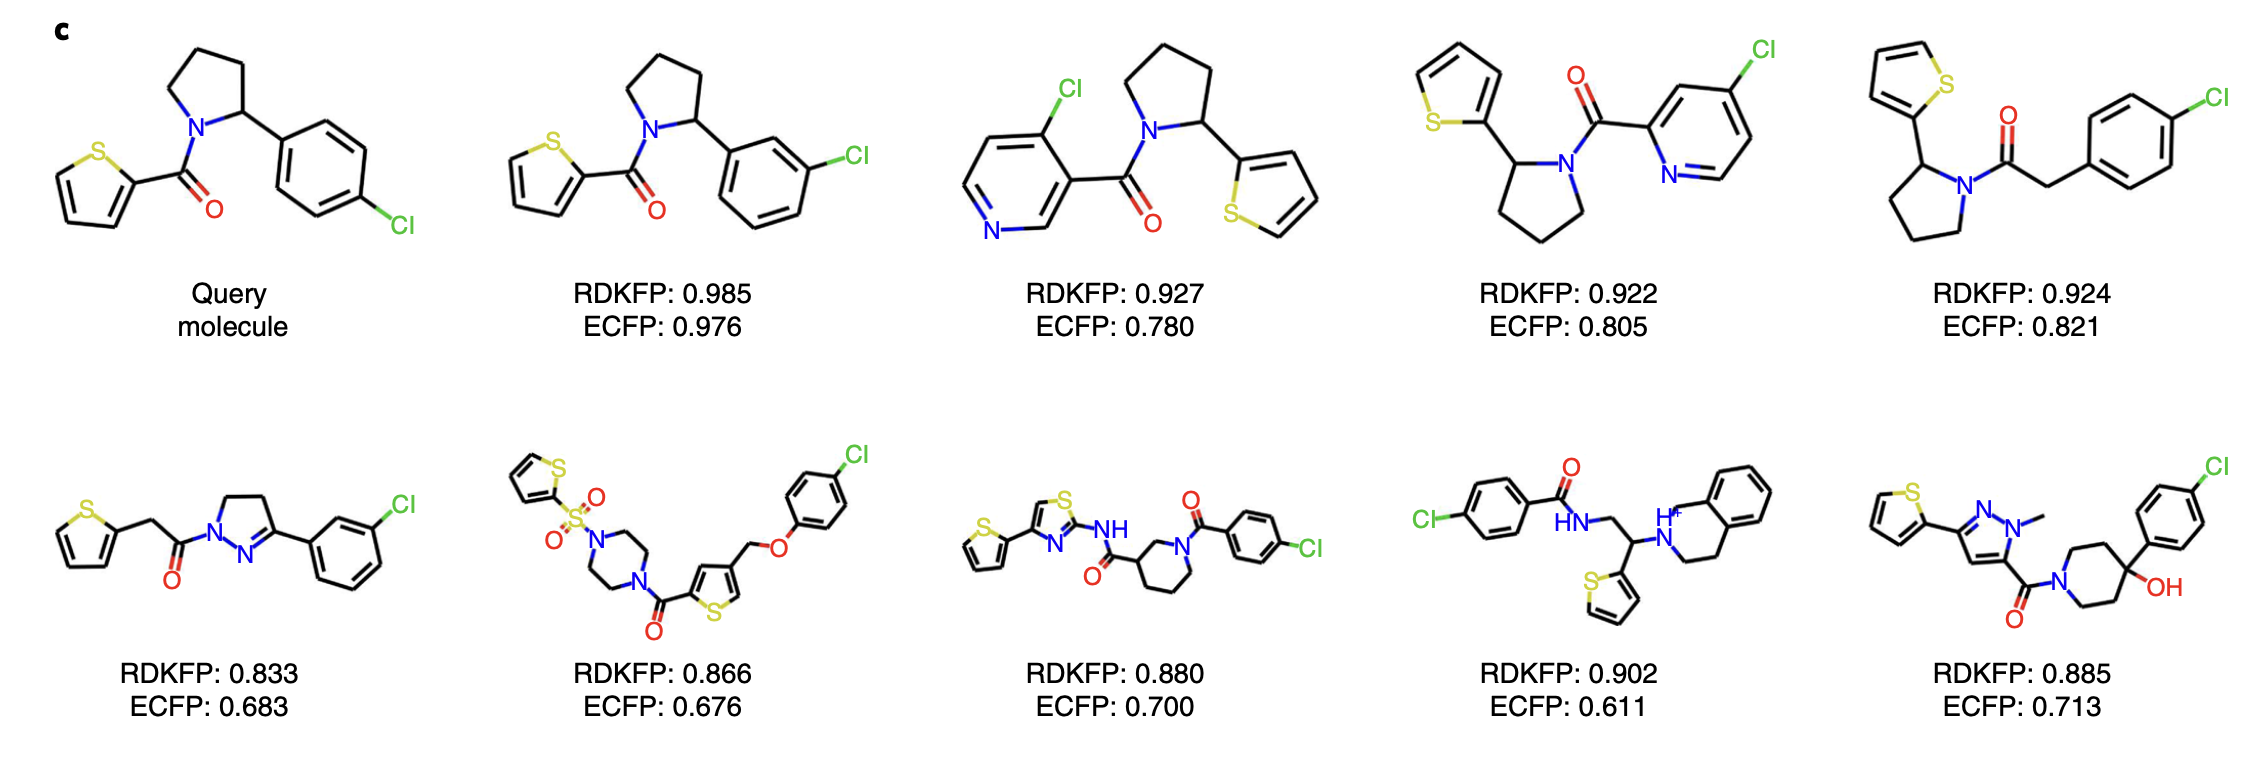 c
S
N
O
Cl
S
N
O
Cl
Cl
N
N
O
S
S
O
N
N
Cl
S
O
N
Cl
Query
molecule
RDKFP: 0.985
ECFP: 0.976
RDKFP: 0.927
ECFP: 0.780
RDKFP: 0.922
ECFP: 0.805
RDKFP: 0.924
ECFP: 0.821
S
O
N
N
Cl
S
S
O
O
N
N
O
S
O
Cl
S
S
N
NH
O
O
N
Cl
Cl
O
HN
H+
N
S
S
N
N
O
N
OH
Cl
RDKFP: 0.833
ECFP: 0.683
RDKFP: 0.866
ECFP: 0.676
RDKFP: 0.880
ECFP: 0.700
RDKFP: 0.902
ECFP: 0.611
RDKFP: 0.885
ECFP: 0.713